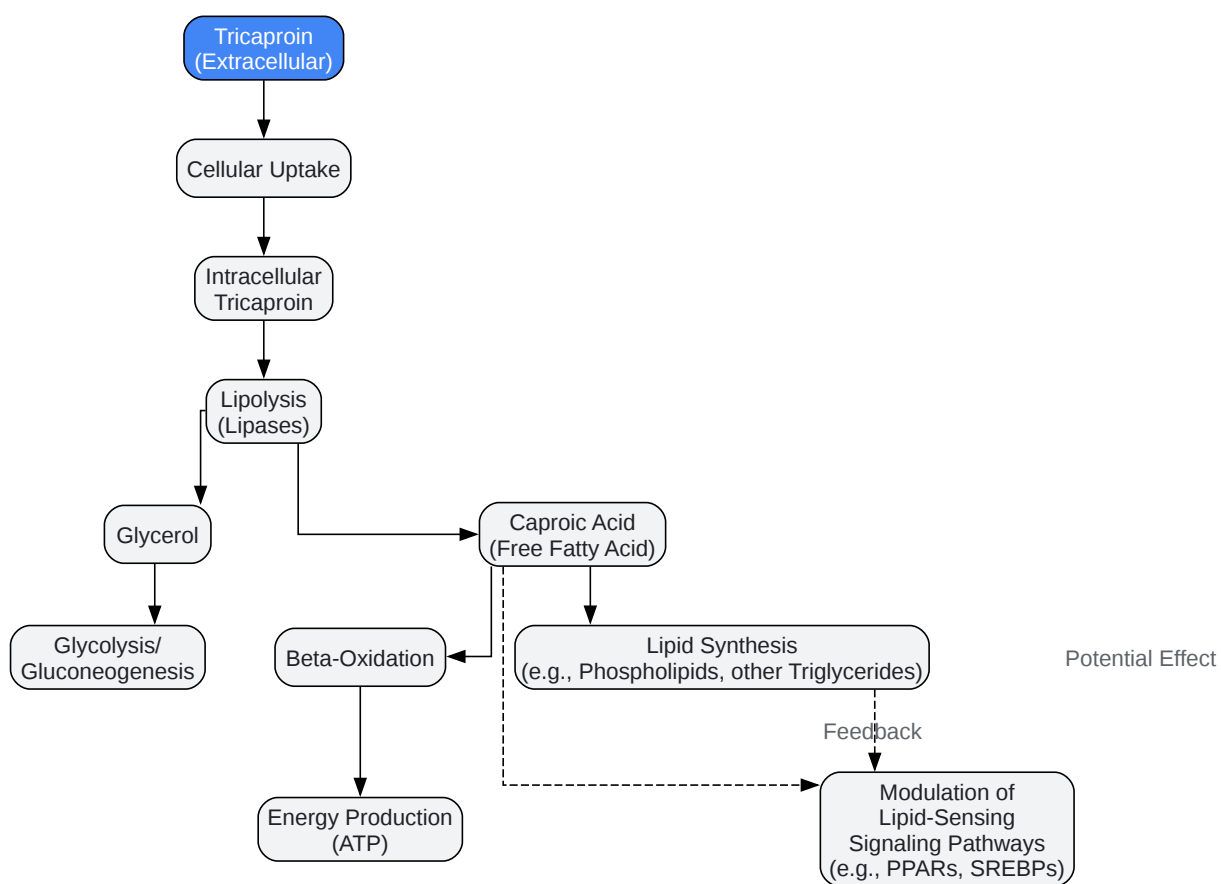 Tricaproin
(Extracellular)
Cellular Uptake
Intracellular
Tricaproin
Lipolysis
(Lipases)
Glycerol
Caproic Acid
(Free Fatty Acid)
Glycolysis/
Gluconeogenesis
Beta-Oxidation
Lipid Synthesis
(e.g., Phospholipids, other Triglycerides)
Potential Effect
Feedback
Energy Production
(ATP)
Modulation of
Lipid-Sensing
Signaling Pathways
(e.g., PPARs, SREBPs)